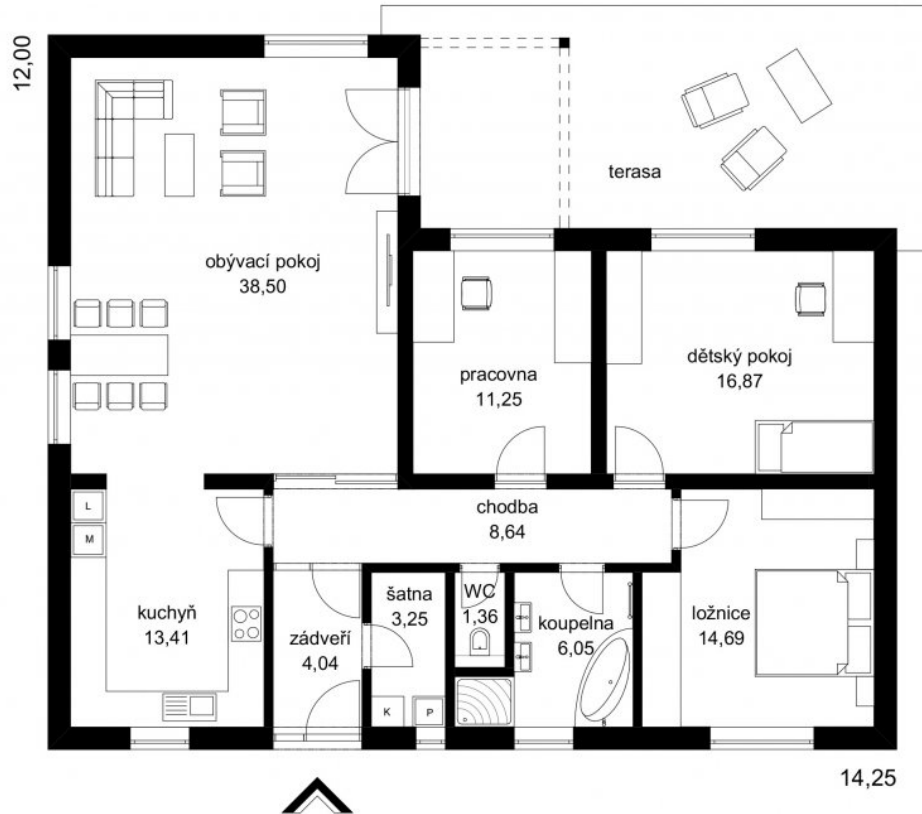 12,00
terasa
obývací pokoj
38,50
pracovna
11,25
dětský pokoj
16,87
L
M
chodba
8,64
kuchyň
13,41
zádveří
4,04
šatna
3,25
K
P
WC
1,36
koupelna
6,05
ložnice
14,69
14,25